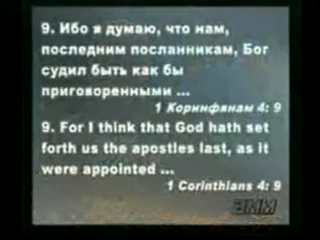 9. Ибо я думаю, что нам,
последним посланникам, Бог
судил быть как бы
приговоренными ...
1 Коринфянам 4: 9
9. For I think that God hath set
forth us the apostles last, as it
were appointed ...
1 Corinthians 4: 9
AMM